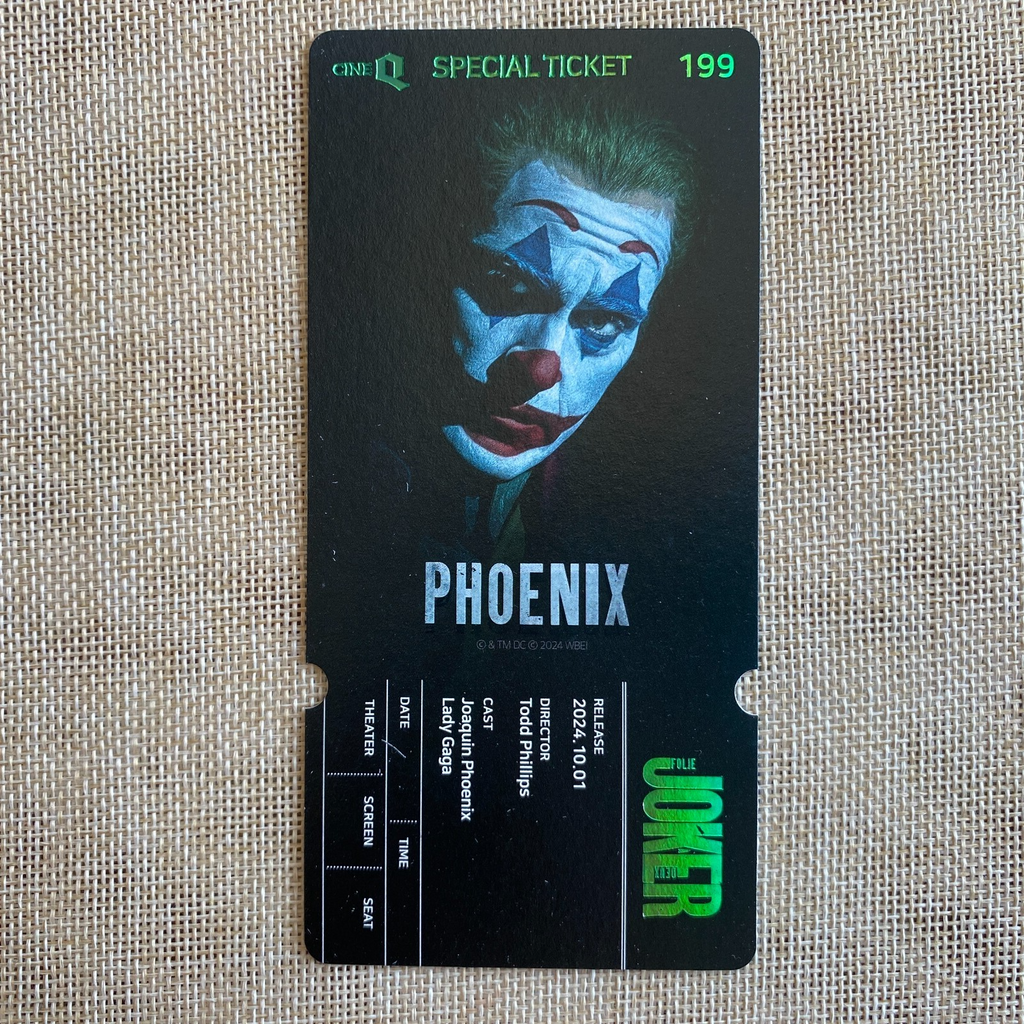 CINE Q SPECIAL TICKET 199
PHOENIX
© & TM DC © 2024 WBEI
FOLIE
JOKER
DEUX
RELEASE
2024.10.01
DIRECTOR
Todd Phillips
CAST
Joaquin Phoenix
Lady Gaga
DATE TIME
THEATER SCREEN SEAT